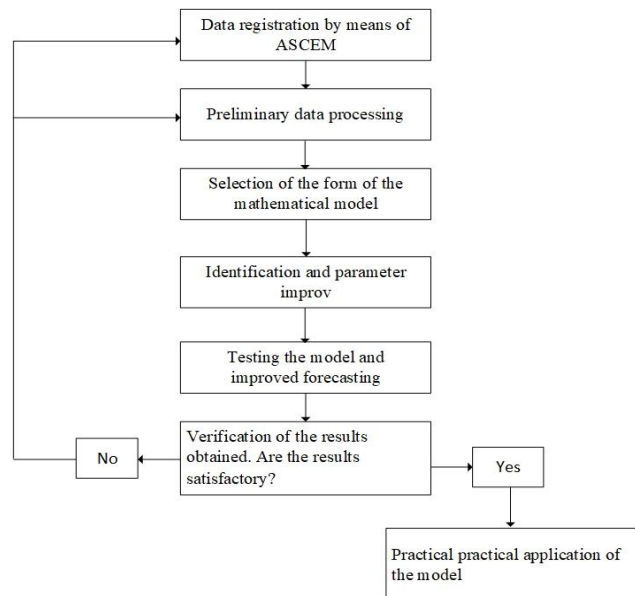 Data registration by means of
ASCEM
Preliminary data processing
Selection of the form of the
mathematical model
Identification and parameter
improv
Testing the model and
improved forecasting
Verification of the results
obtained. Are the results
satisfactory?
No
Yes
Practical practical application of
the model